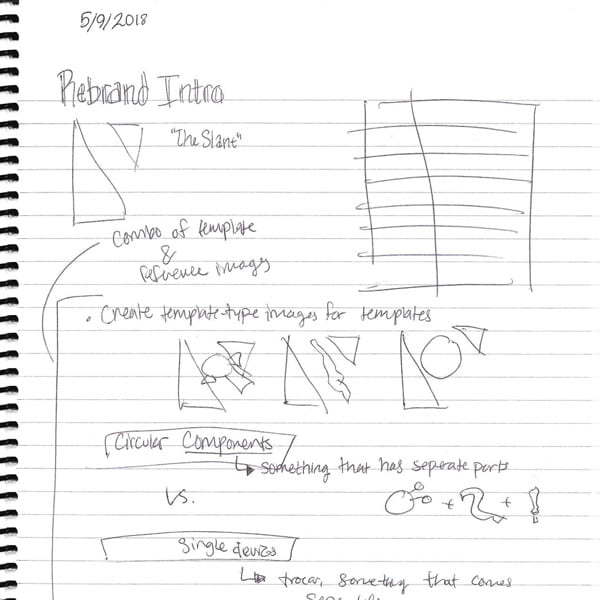 5/9/2018
Rebrand Intro
"The Slant"
combo of template
&
reference images
• Create template-type images for templates
Circular Components
↳ something that has seperate parts
vs.
+ +
Single devices
↳ trocar, something that comes